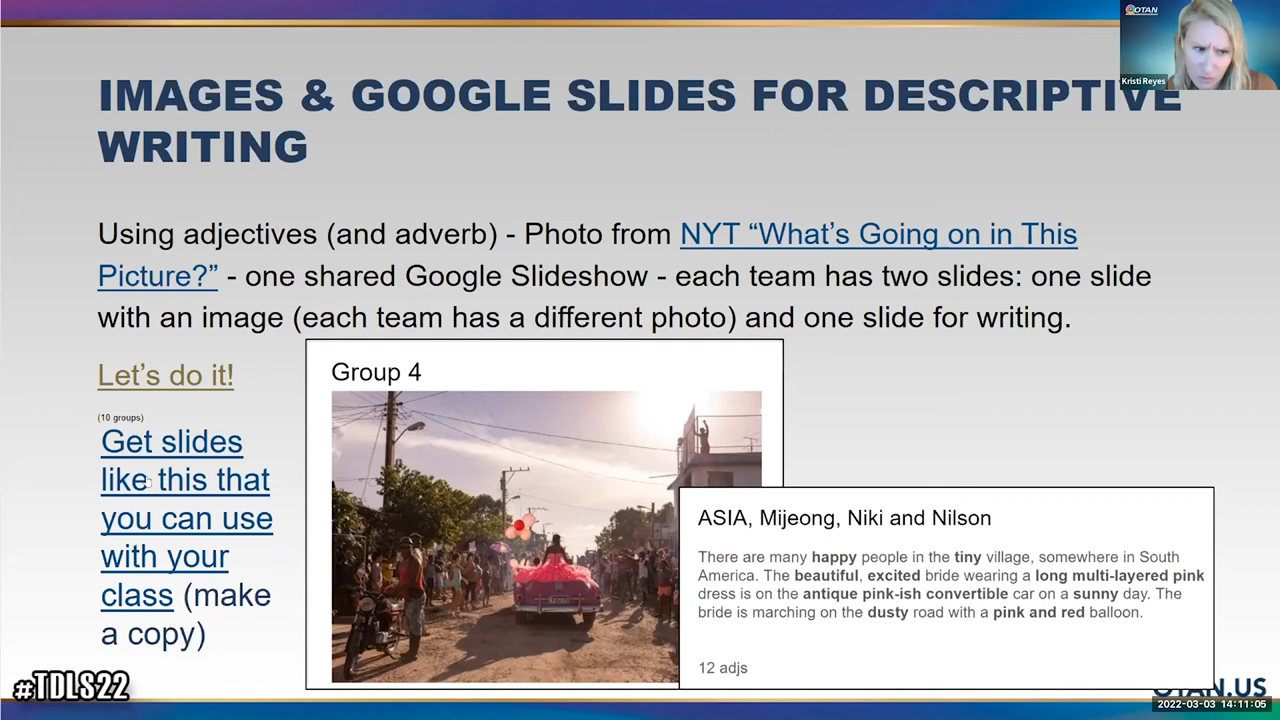 OTAN
Kristi Reyes
IMAGES & GOOGLE SLIDES FOR DESCRIPTIVE
WRITING
Using adjectives (and adverb) - Photo from NYT “What’s Going on in This
Picture?” - one shared Google Slideshow - each team has two slides: one slide
with an image (each team has a different photo) and one slide for writing.
Let’s do it!
(10 groups)
Get slides
like this that
you can use
with your
class (make
a copy)
Group 4
ASIA, Mijeong, Niki and Nilson
There are many happy people in the tiny village, somewhere in South
America. The beautiful, excited bride wearing a long multi-layered pink
dress is on the antique pink-ish convertible car on a sunny day. The
bride is marching on the dusty road with a pink and red balloon.
12 adjs
#TDLS22
OTAN.US
2022-03-03 14:11:05